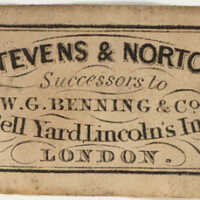 TEVENS & NORTO
Successors to
W. G. BENNING & Co
ell Yard, Lincoln's In
LONDON.